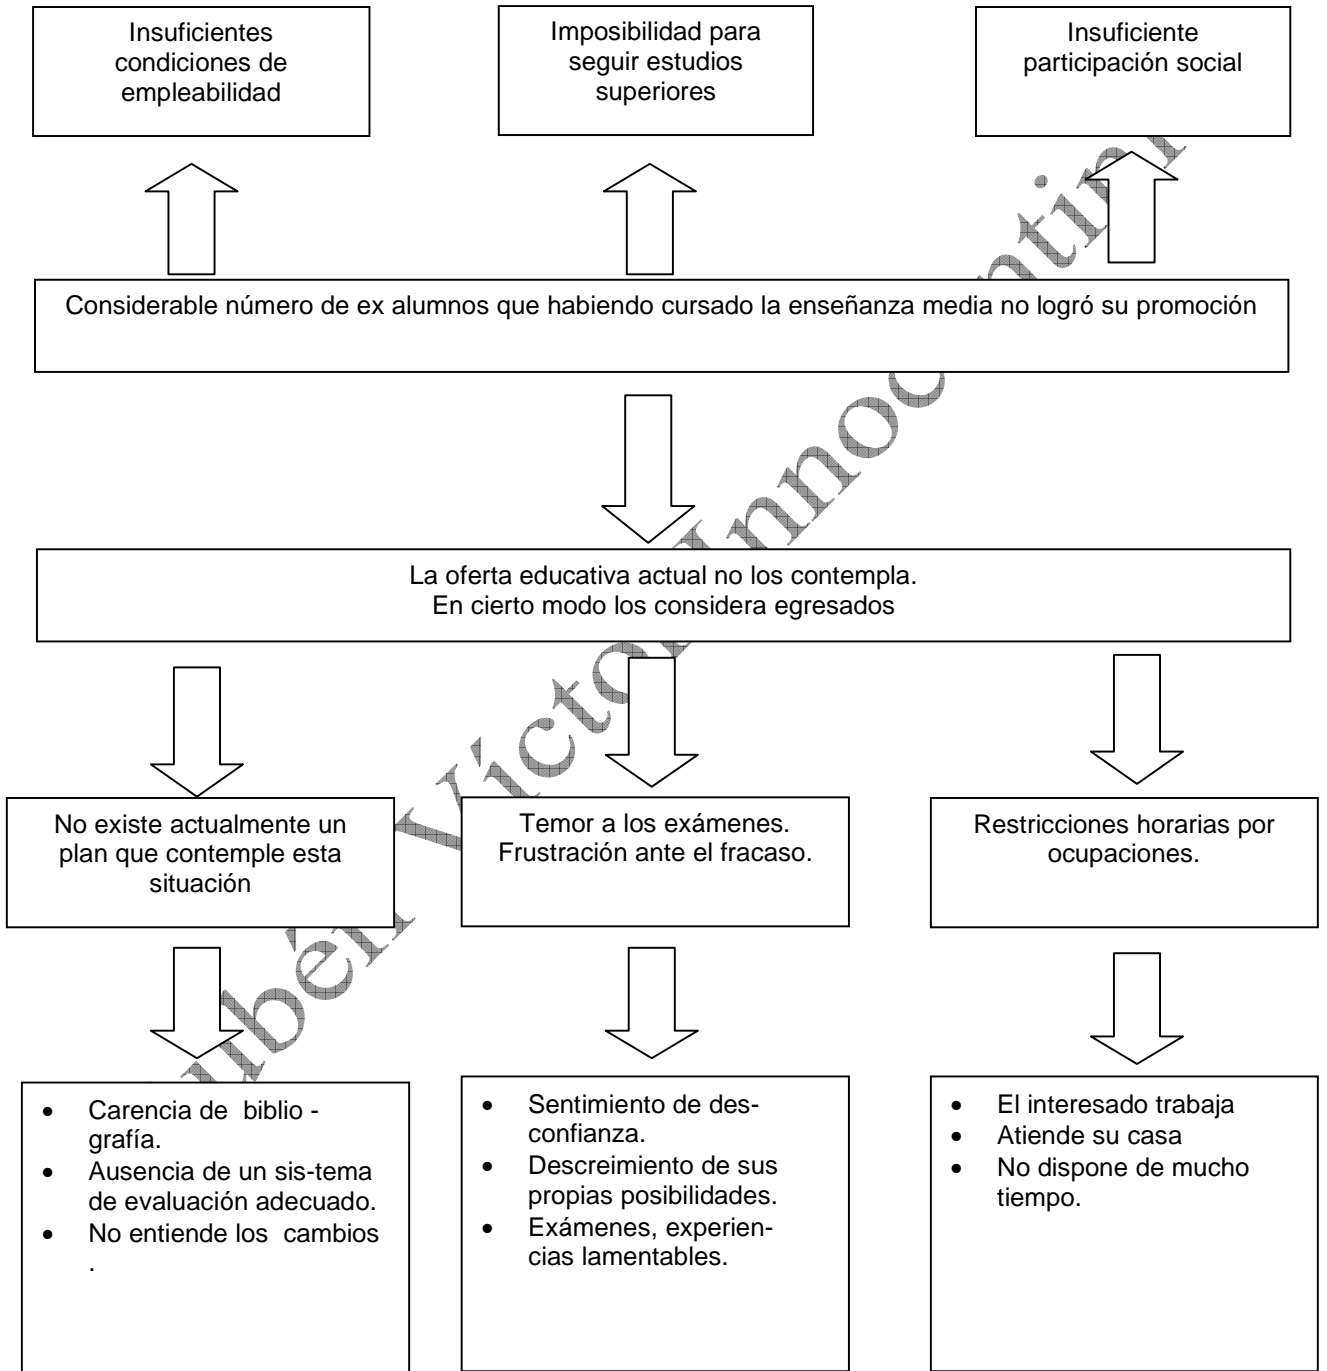 Insuficientes
condiciones de
empleabilidad
Imposibilidad para
seguir estudios
superiores
Insuficiente
participación social
Considerable número de ex alumnos que habiendo cursado la enseñanza media no logró su promoción
La oferta educativa actual no los contempla.
En cierto modo los considera egresados
No existe actualmente un
plan que contemple esta
situación
Temor a los exámenes.
Frustración ante el fracaso.
Restricciones horarias por
ocupaciones.
• Carencia de biblio -
grafía.
• Ausencia de un sis-tema
de evaluación adecuado.
• No entiende los cambios
.
• Sentimiento de des-
confianza.
• Descreimiento de sus
propias posibilidades.
• Exámenes, experien-
cias lamentables.
• El interesado trabaja
• Atiende su casa
• No dispone de mucho
tiempo.